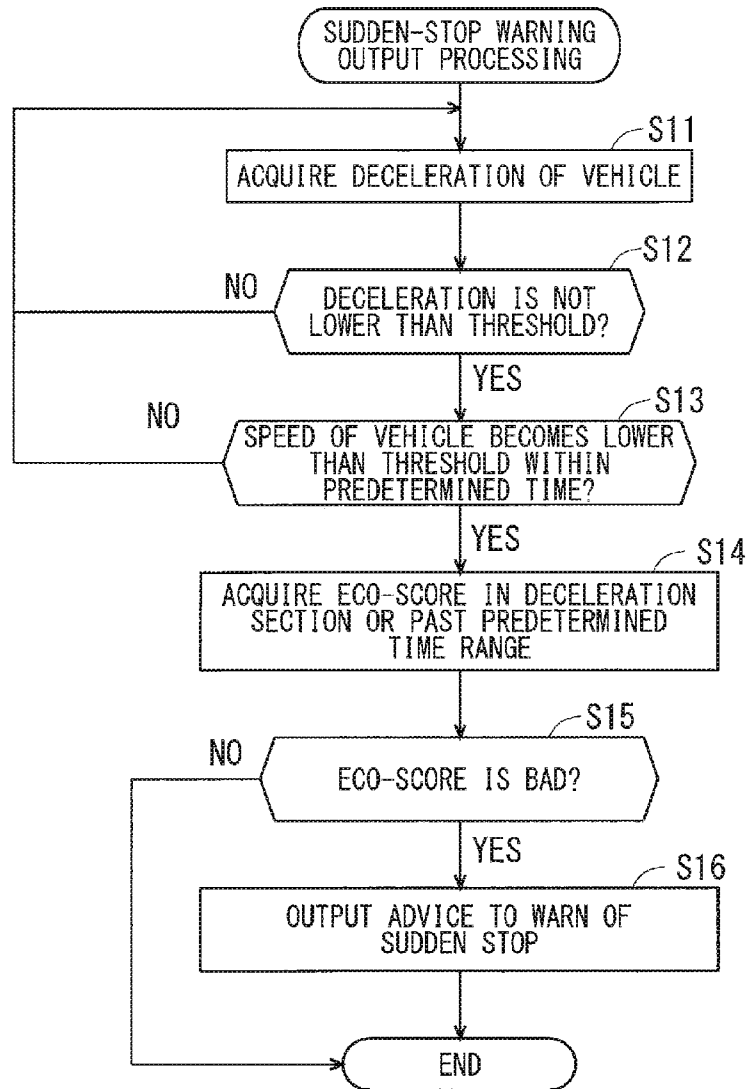 SUDDEN-STOP WARNING
OUTPUT PROCESSING
S11
ACQUIRE DECELERATION OF VEHICLE
S12
NO
DECELERATION IS NOT
LOWER THAN THRESHOLD?
YES
S13
NO
SPEED OF VEHICLE BECOMES LOWER
THAN THRESHOLD WITHIN
PREDETERMINED TIME?
YES
S14
ACQUIRE ECO-SCORE IN DECELERATION
SECTION OR PAST PREDETERMINED
TIME RANGE
S15
NO
ECO-SCORE IS BAD?
YES
S16
OUTPUT ADVICE TO WARN OF
SUDDEN STOP
END